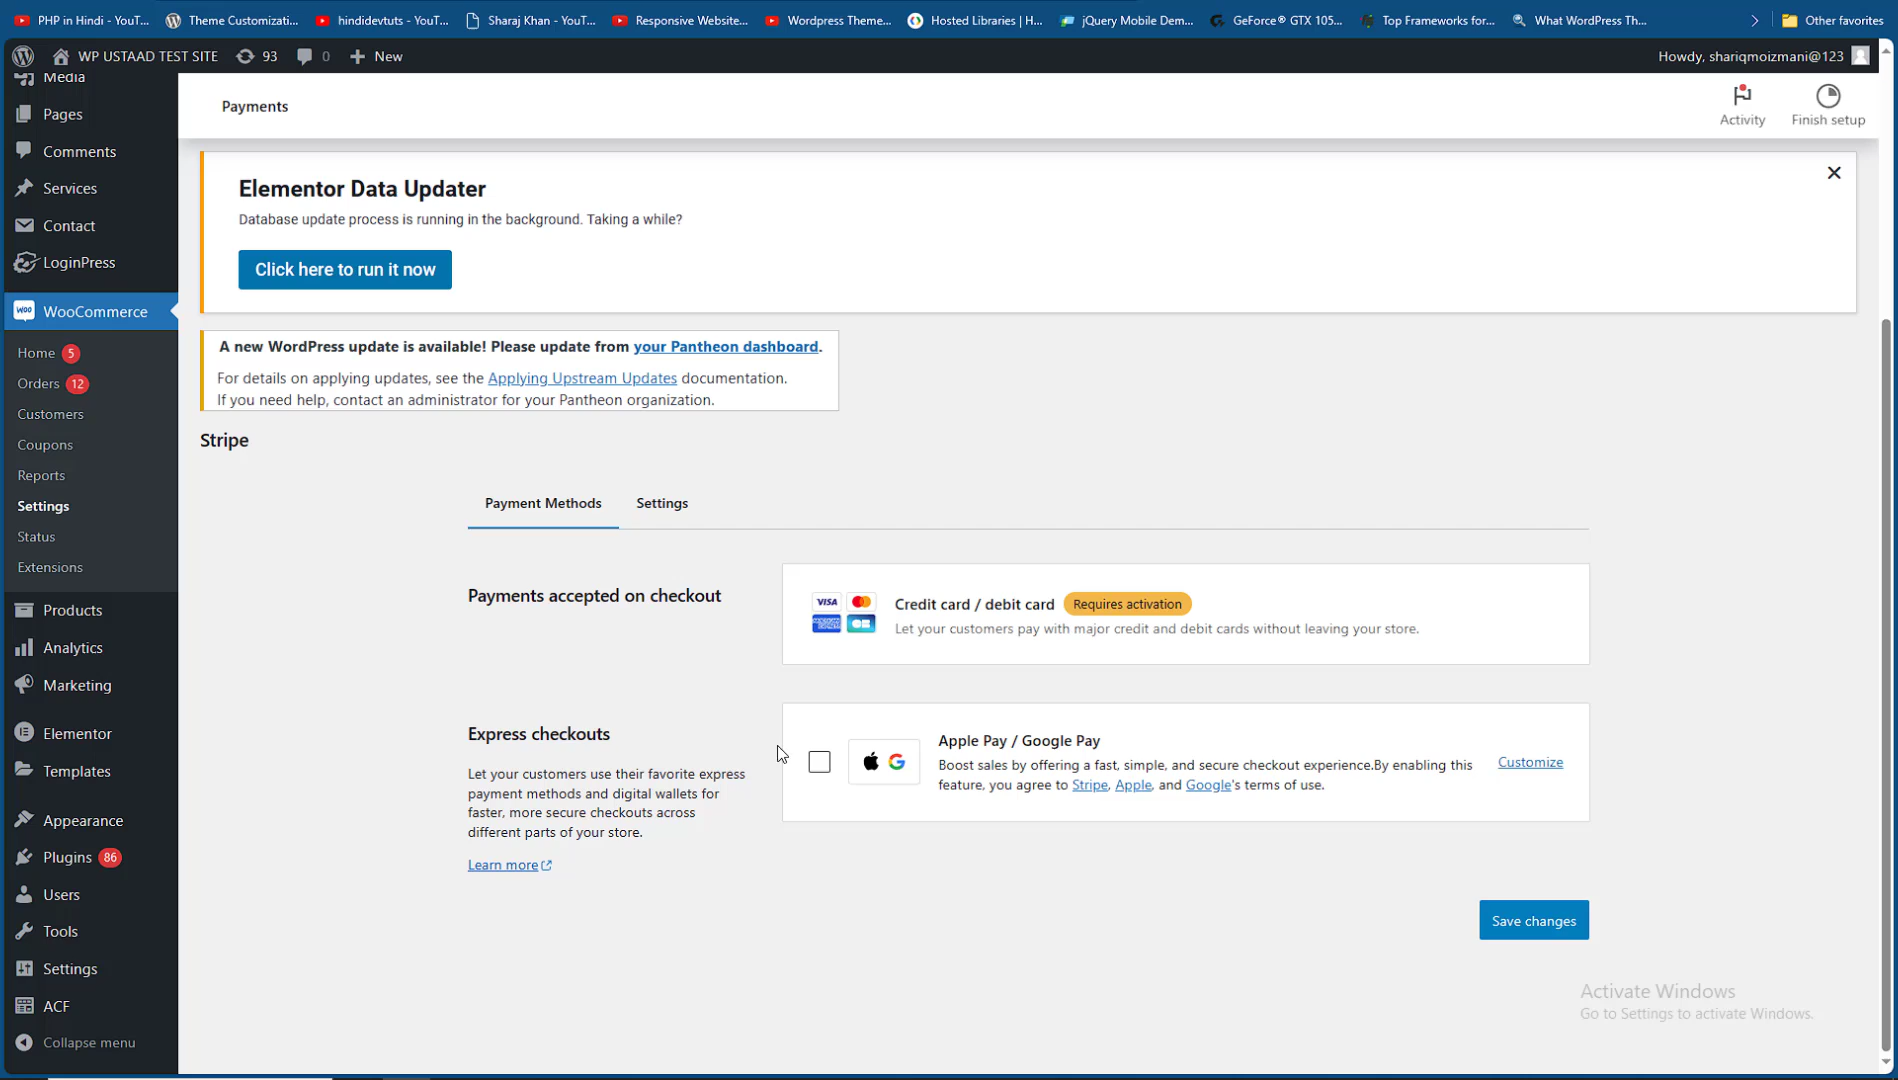 PHP in Hindi - YouT...
Theme Customizati...
hindidevtuts - YouT...
Sharaj Khan - YouT...
Responsive Website...
Wordpress Theme...
Hosted Libraries | H...
jQuery Mobile Dem...
GeForce® GTX 105...
Top Frameworks for...
What WordPress Th...
Other favorites
WP USTAAD TEST SITE
93
0
New
Howdy, shariqmoizmani@123
Media
Pages
Comments
Services
Contact
LoginPress
WooCommerce
Home 5
Orders 12
Customers
Coupons
Reports
Settings
Status
Extensions
Products
Analytics
Marketing
Elementor
Templates
Appearance
Plugins 86
Users
Tools
Settings
ACF
Collapse menu
Payments
Activity
Finish setup
Elementor Data Updater
Database update process is running in the background. Taking a while?
Click here to run it now
A new WordPress update is available! Please update from your Pantheon dashboard.
For details on applying updates, see the Applying Upstream Updates documentation.
If you need help, contact an administrator for your Pantheon organization.
Stripe
Payment Methods
Settings
Payments accepted on checkout
VISA
Credit card / debit card
Requires activation
Let your customers pay with major credit and debit cards without leaving your store.
Express checkouts
Let your customers use their favorite express
payment methods and digital wallets for
faster, more secure checkouts across
different parts of your store.
Learn more
Apple Pay / Google Pay
Boost sales by offering a fast, simple, and secure checkout experience.By enabling this
feature, you agree to Stripe, Apple, and Google's terms of use.
Customize
Save changes
Activate Windows
Go to Settings to activate Windows.